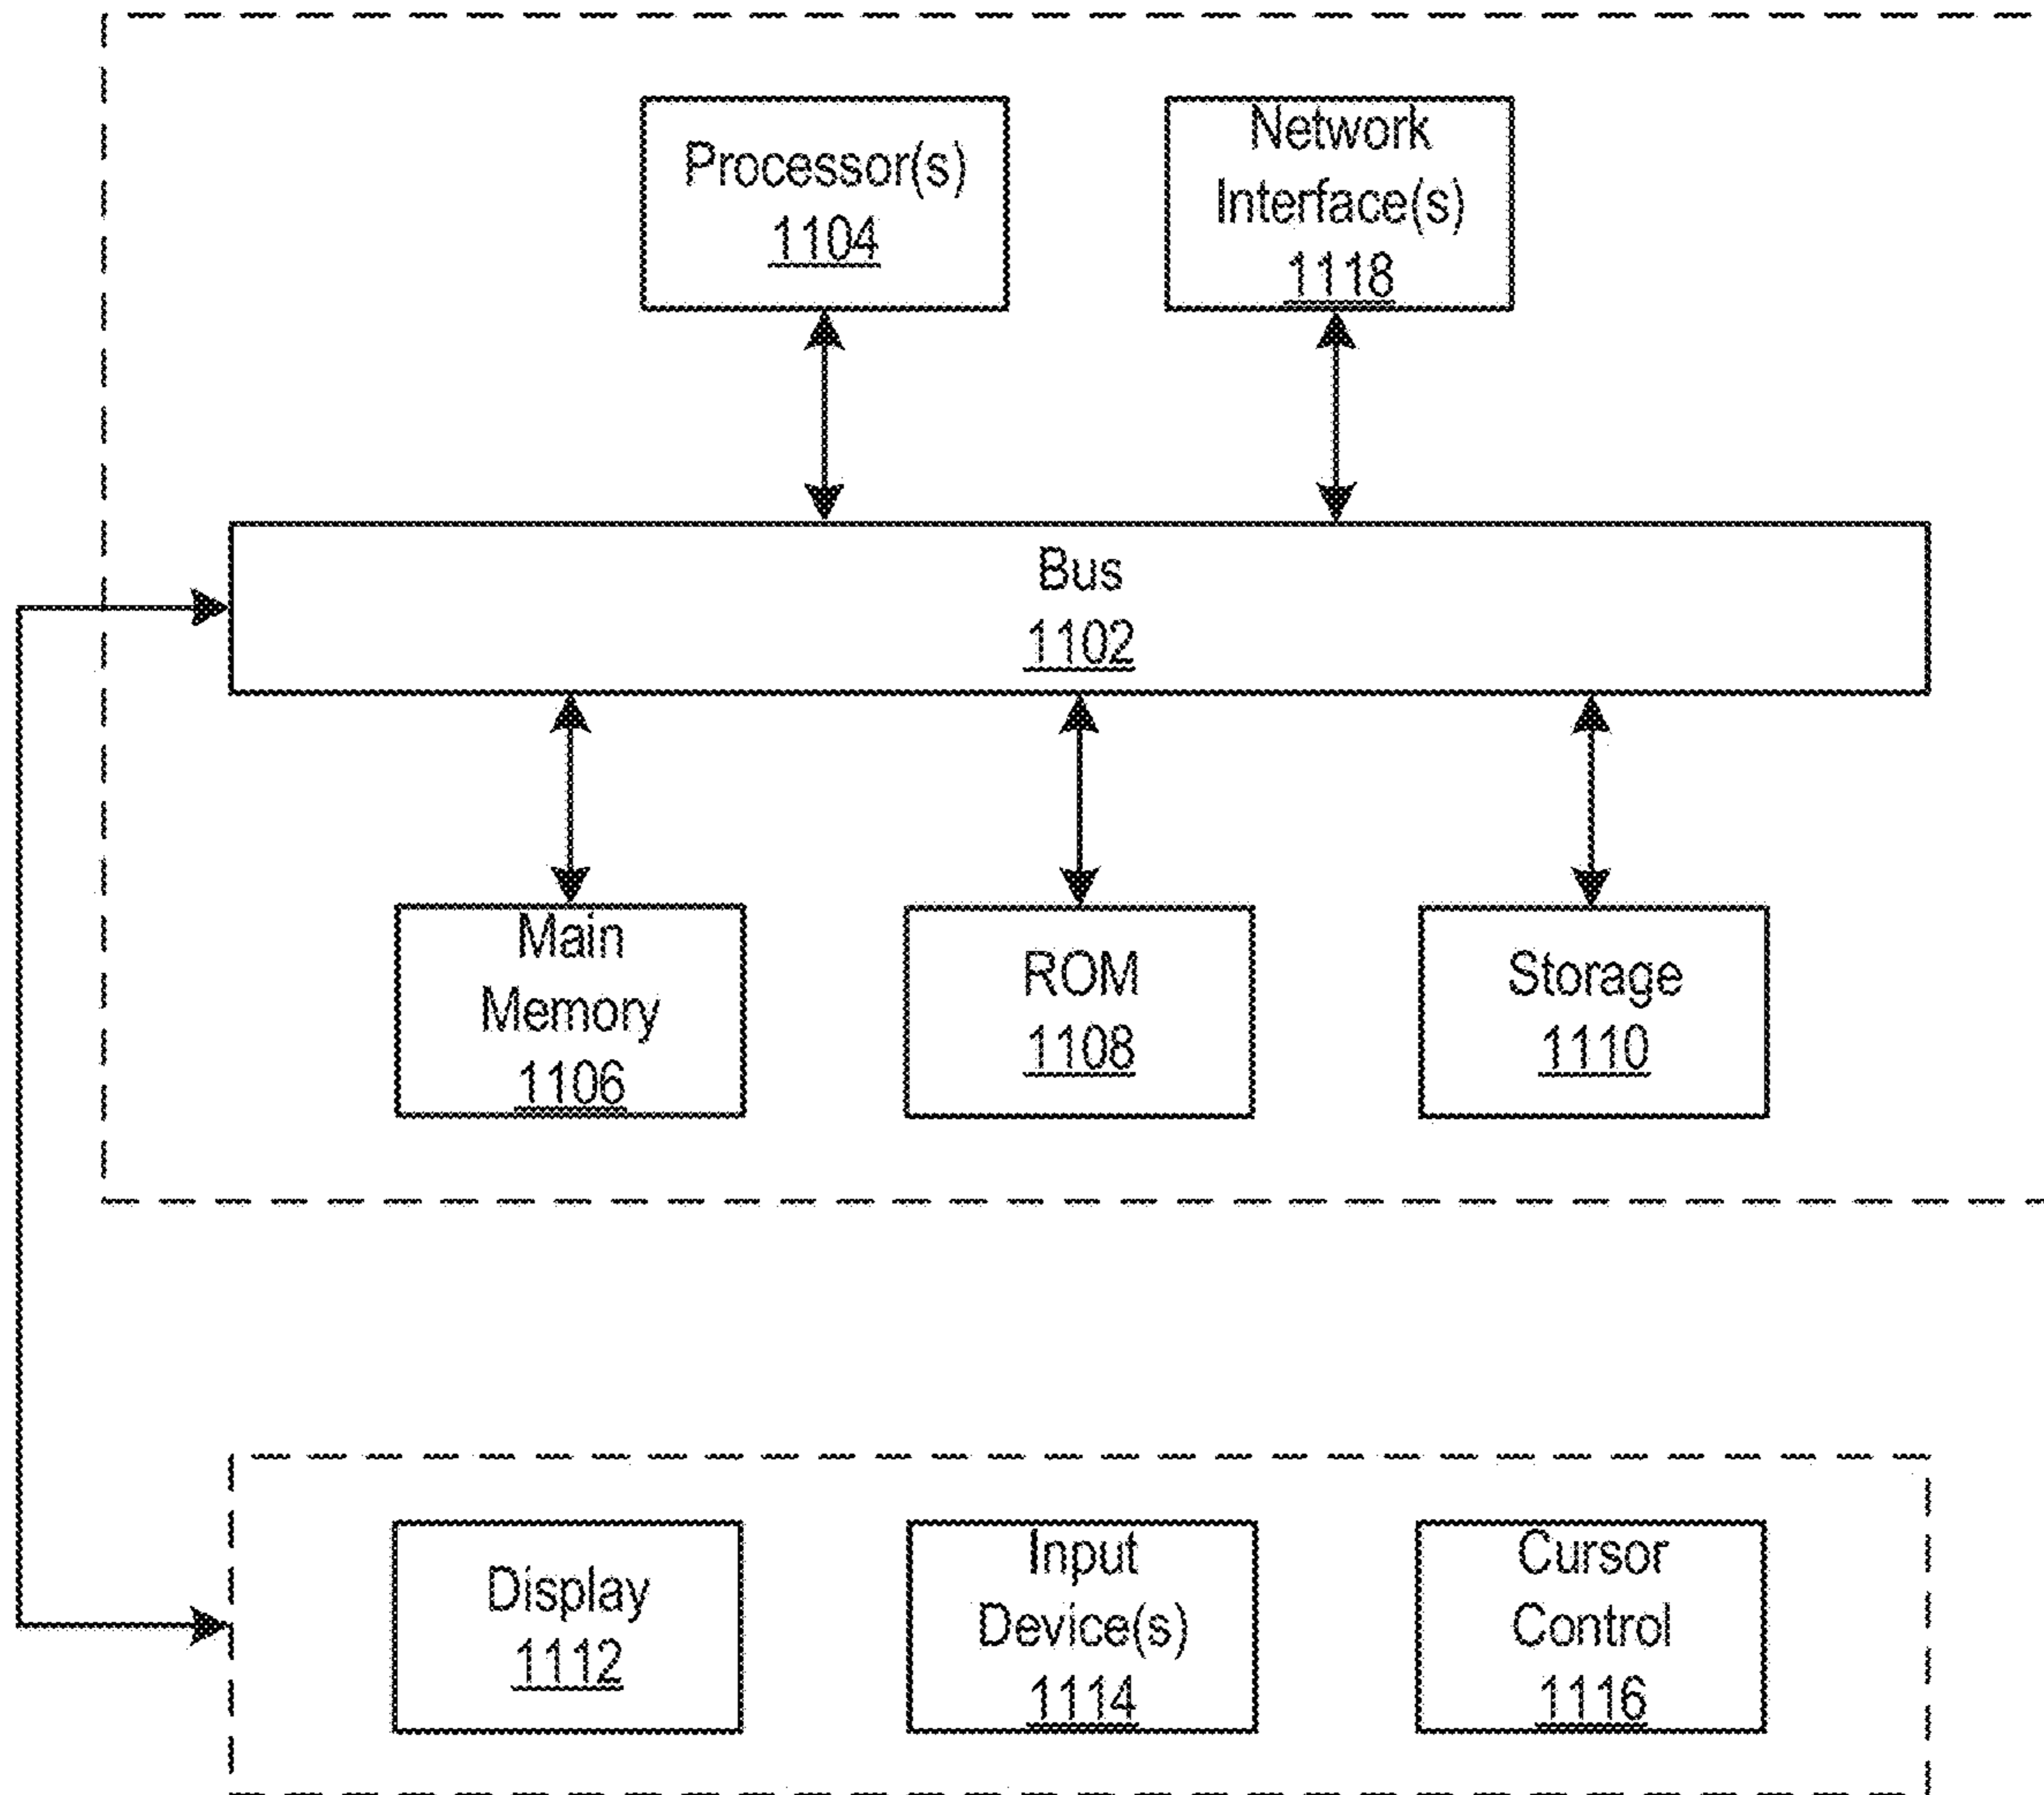 Processor(s)
1104
Network
Interface(s)
1118
Bus
1102
Main
Memory
1106
ROM
1108
Storage
1110
Display
1112
Input
Device(s)
1114
Cursor
Control
1116